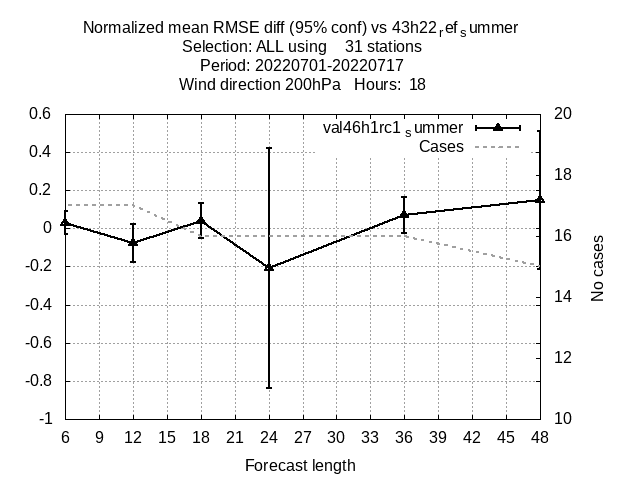 Normalized mean RMSE diff (95% conf) vs 43h22refsummer
Selection: ALL using 31 stations
Period: 20220701-20220717
Wind direction 200hPa Hours: 18
val46h1rc1summer
Cases
0.6
0.4
0.2
0
-0.2
-0.4
-0.6
-0.8
-1
20
18
16
14
12
10
No cases
6 9 12 15 18 21 24 27 30 33 36 39 42 45 48
Forecast length